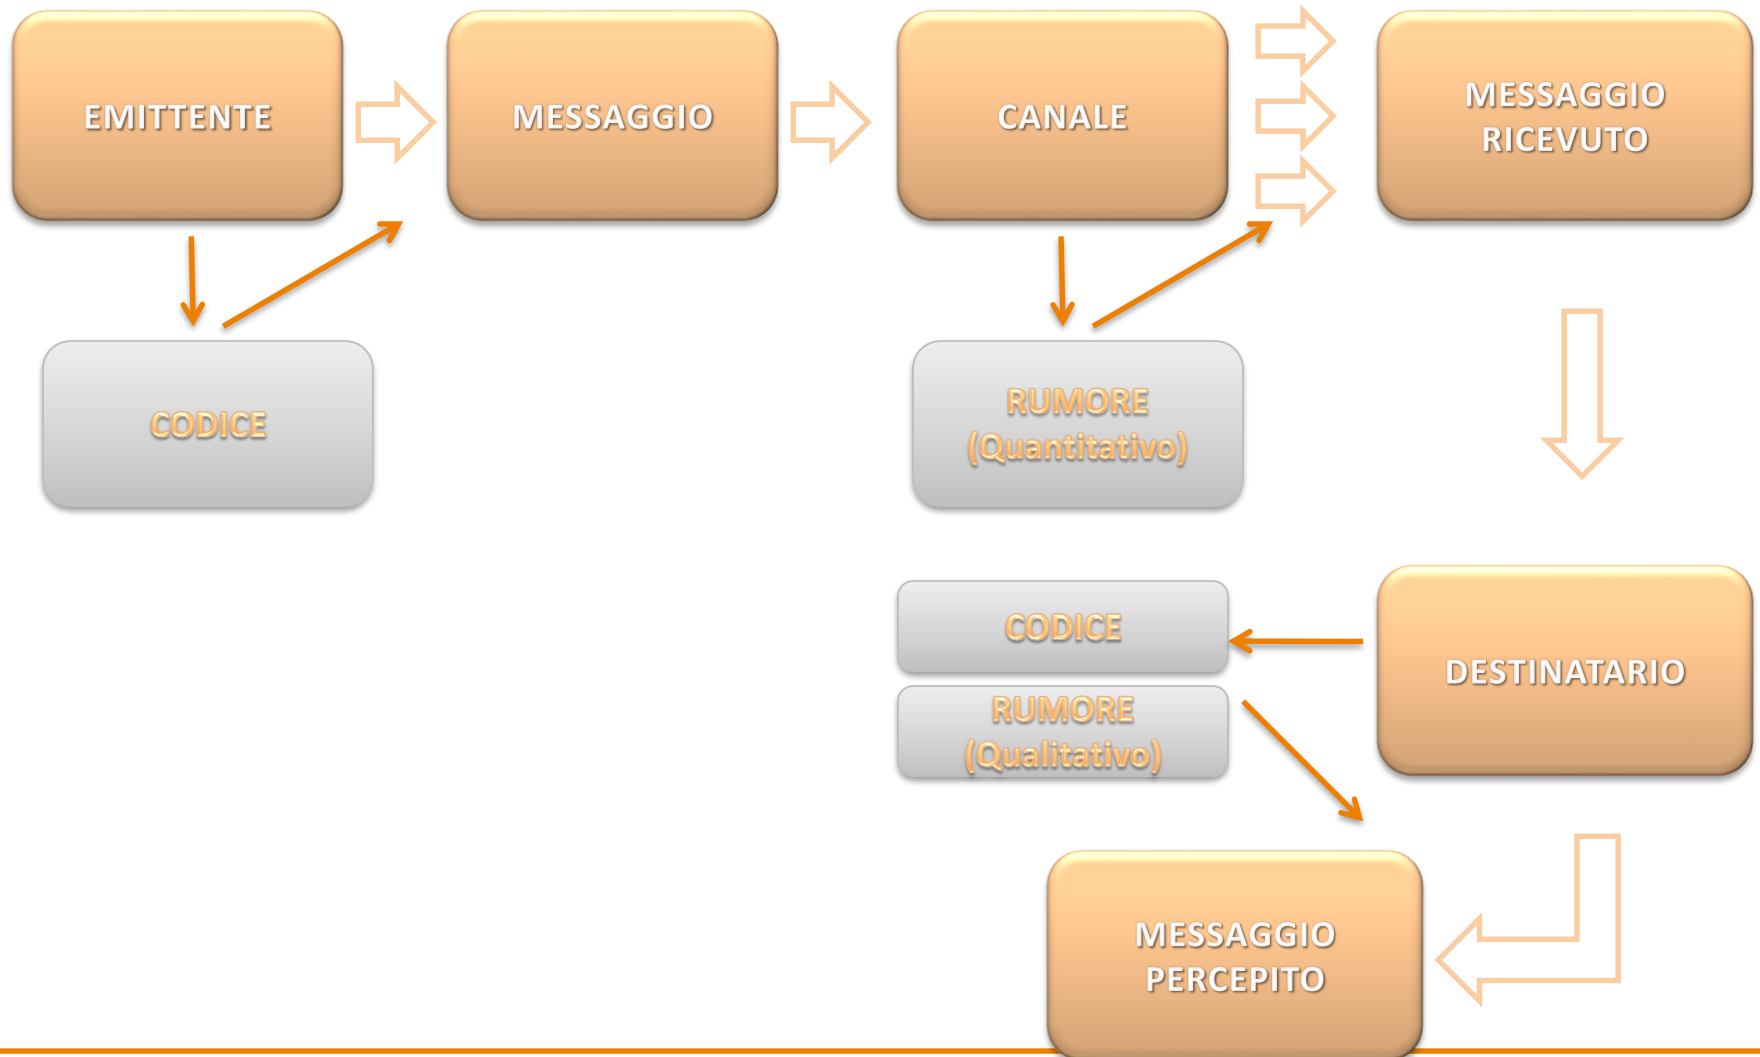 EMITTENTE
MESSAGGIO
CANALE
MESSAGGIO
RICEVUTO
CODICE
RUMORE
(Quantitativo)
CODICE
RUMORE
(Qualitativo)
DESTINATARIO
MESSAGGIO
PERCEPITO